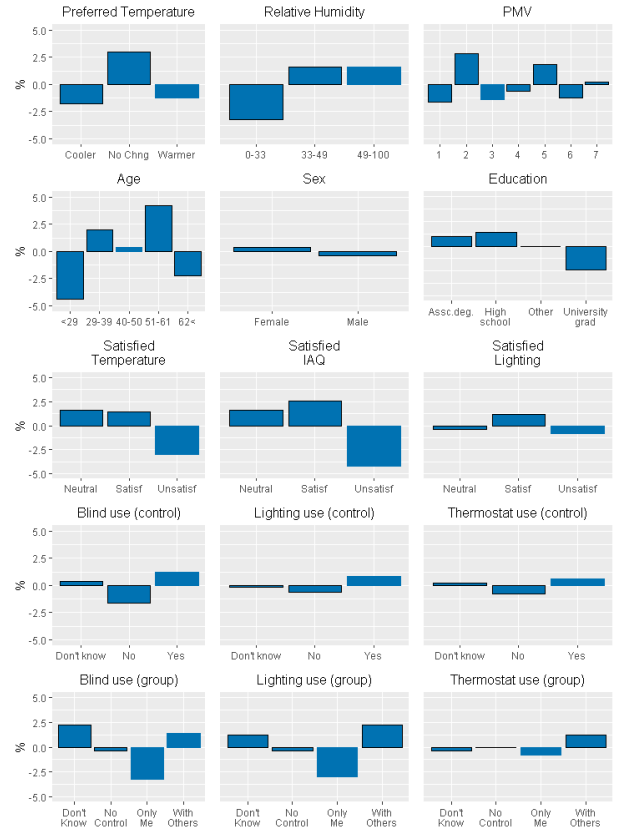 Preferred Temperature
Relative Humidity
PMV
%
5.0
2.5
0.0
-2.5
-5.0
Cooler No Chng Warmer
0-33 33-49 49-100
1 2 3 4 5 6 7
Age
Sex
Education
%
5.0
2.5
0.0
-2.5
-5.0
<29 29-39 40-50 51-61 62<
Female Male
Assc.deg. High school Other University grad
Satisfied
Temperature
Satisfied
IAQ
Satisfied
Lighting
%
5.0
2.5
0.0
-2.5
-5.0
Neutral Satisf Unsatisf
Neutral Satisf Unsatisf
Neutral Satisf Unsatisf
Blind use (control)
Lighting use (control)
Thermostat use (control)
%
5.0
2.5
0.0
-2.5
-5.0
Don't know No Yes
Don't know No Yes
Don't know No Yes
Blind use (group)
Lighting use (group)
Thermostat use (group)
%
5.0
2.5
0.0
-2.5
-5.0
Don't Know No Control Only Me With Others
Don't Know No Control Only Me With Others
Don't Know No Control Only Me With Others